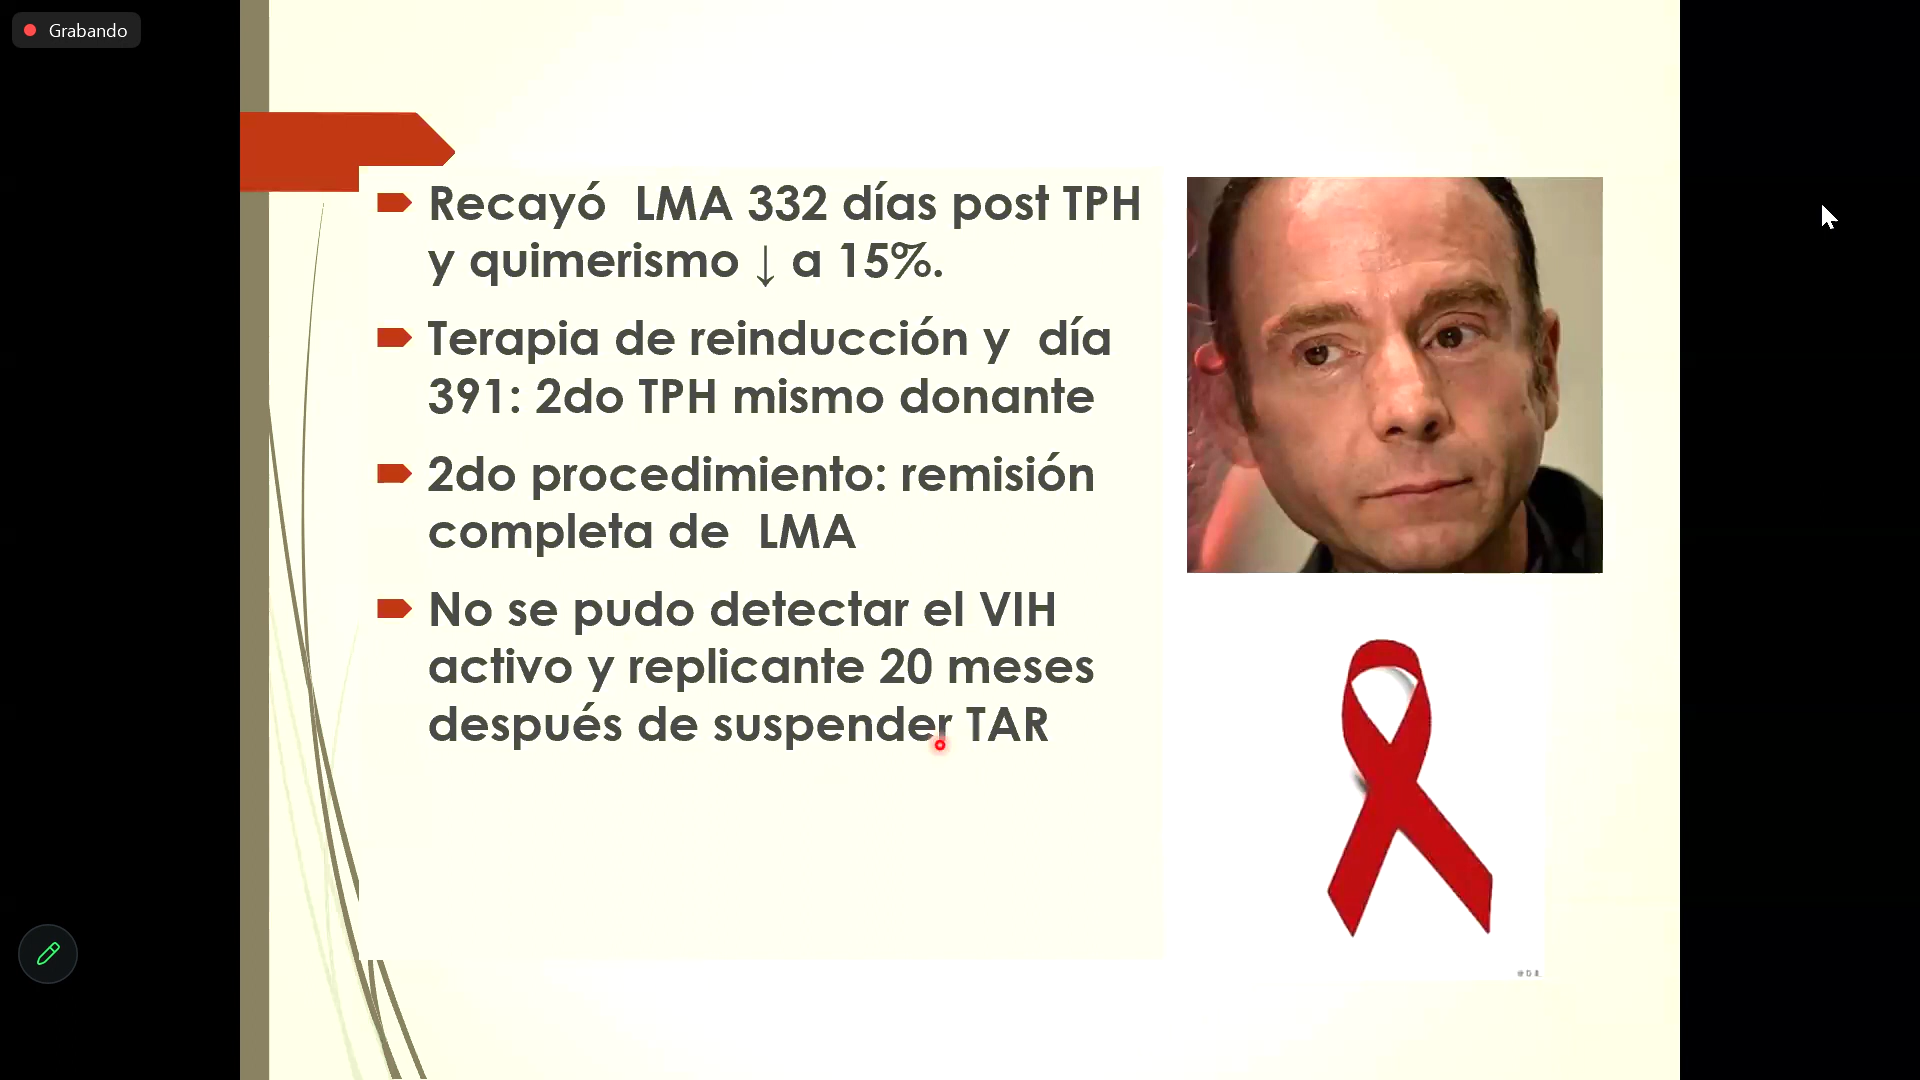 Grabando
Recayó LMA 332 días post TPH
y quimerismo ↓ a 15%.
Terapia de reinducción y día
391: 2do TPH mismo donante
2do procedimiento: remisión
completa de LMA
No se pudo detectar el VIH
activo y replicante 20 meses
después de suspender TAR